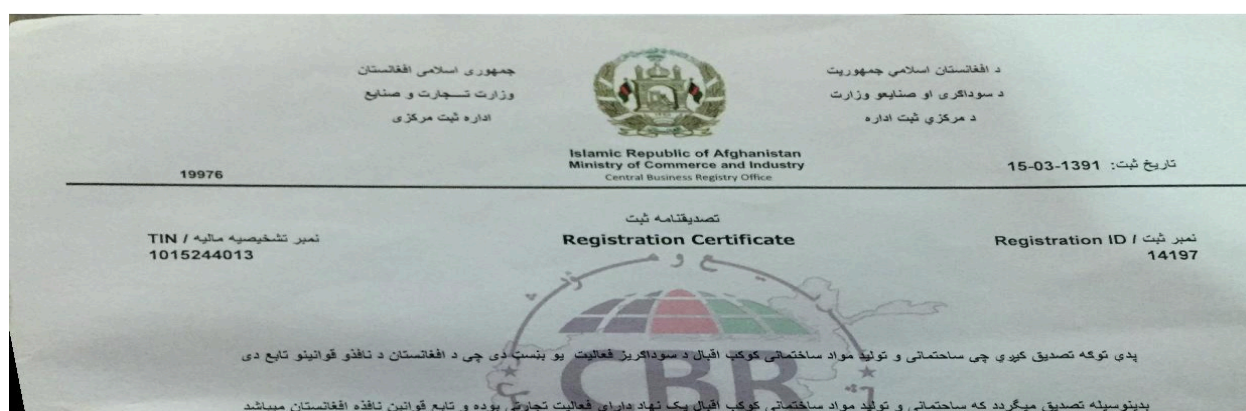 د افغانستان اسلامي جمهوریت
جمهوری اسلامی افغانستان
د سوداگری او صنایعو وزارت
وزارت تـــجارت و صنایع
د مرکزي ثبت اداره
اداره ثبت مرکزی
Islamic Republic of Afghanistan
Ministry of Commerce and Industry
Central Business Registry Office
تاریخ ثبت: 15-03-1391
19976
تصدیقنامه ثبت
Registration Certificate
نمبر ثبت / Registration ID
14197
نمبر تشخیصیه مالیه / TIN
1015244013
پدې توګه تصدیق کیږي چې ساختمانی و تولید مواد ساختمانی کوکب اقبال د سوداګریز فعالیت یو بنسټ دی چې د افغانستان د نافذو قوانینو تابع دی
CBR
بدینوسیله تصدیق میگردد که ساختمانی و تولید مواد ساختمانی کوکب اقبال یک نهاد دارای فعالیت تجارتی بوده و تابع قوانین نافذه افغانستان میباشد